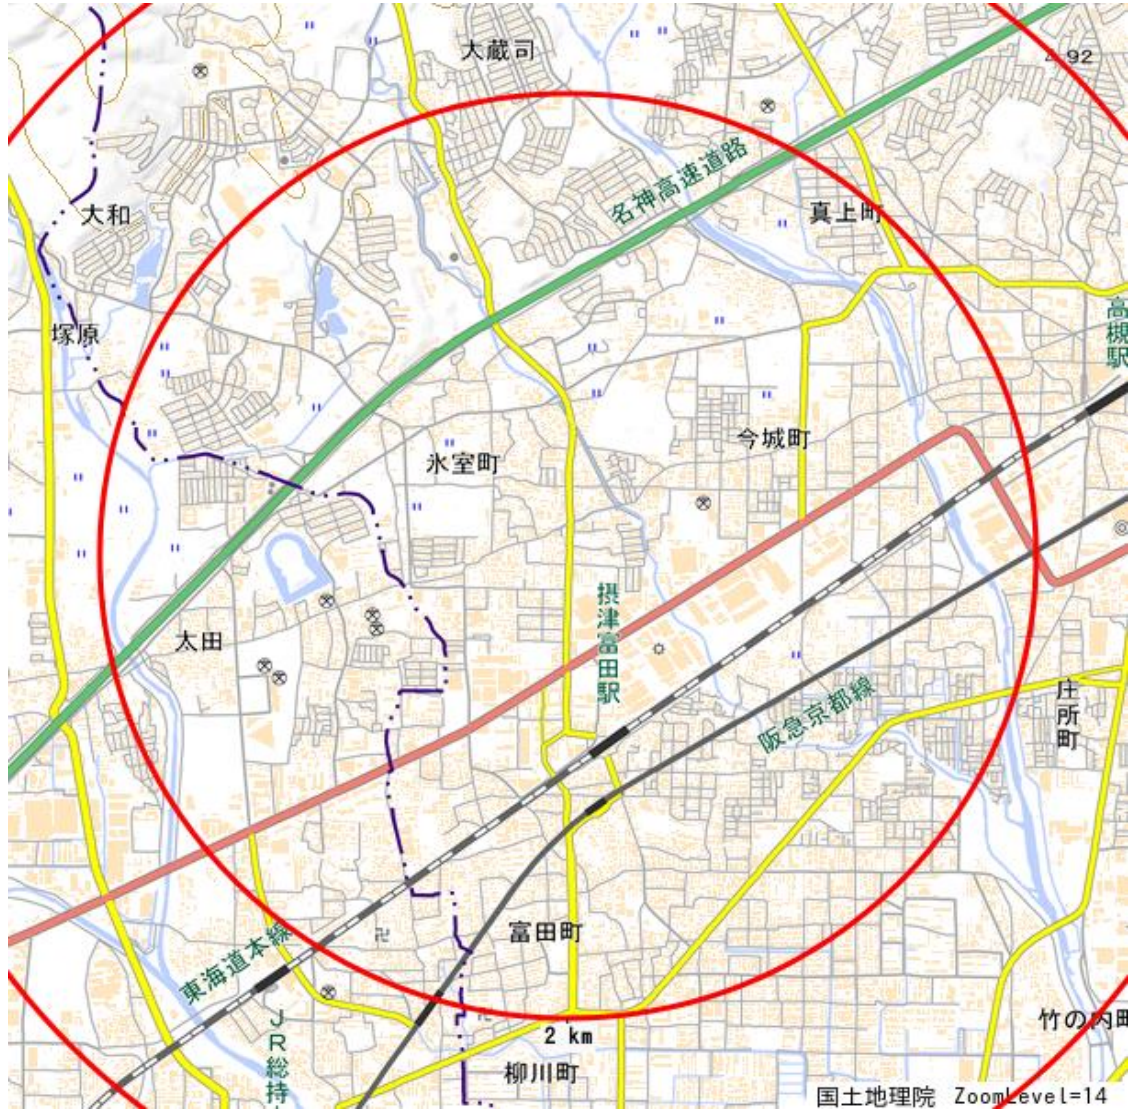 大蔵司
4.92
名神高速道路
大和
真上町
高槻駅
塚原
今城町
氷室町
摂津富田駅
太田
阪急京都線
庄所町
富田町
東海道本線
JR総持
竹の内町
2 km
柳川町
国土地理院 ZoomLevel=14